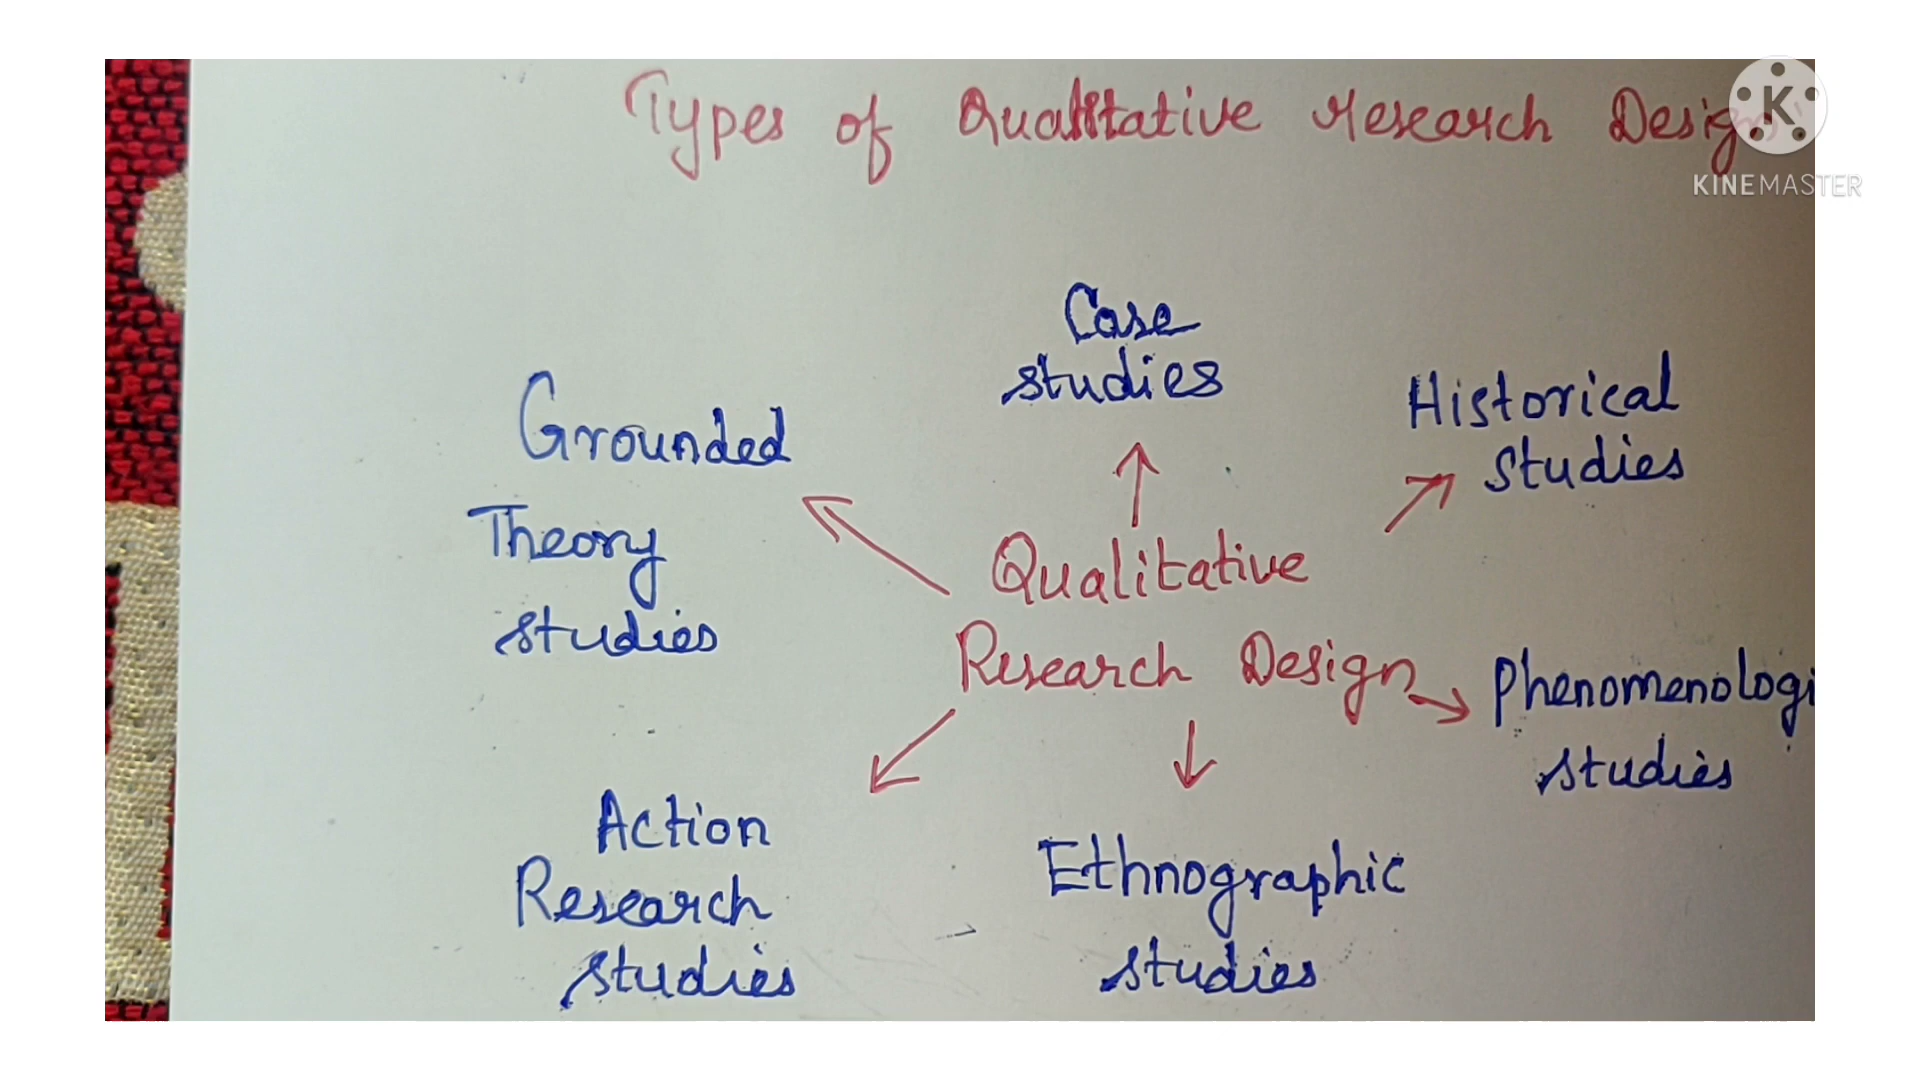 Types of Qualitative research Design
KINEMASTER
Case
studies
Historical
studies
Grounded
Theory
studies
Qualitative
Research Design
Phenomenologi
studies
Action
Research
studies
Ethnographic
studies